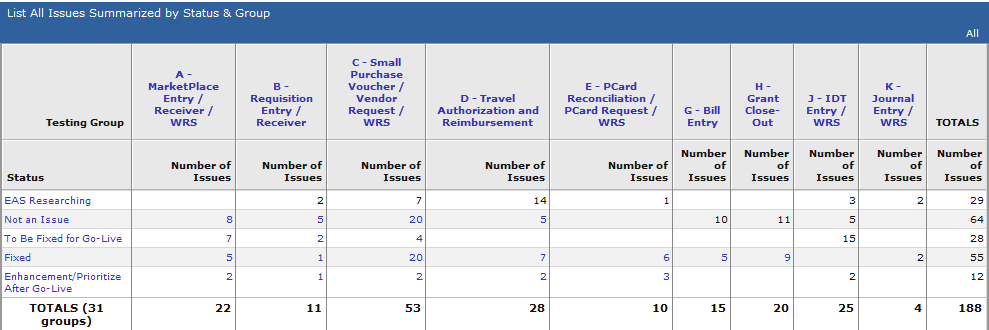 List All Issues Summarized by Status & Group
All
Testing Group
A - MarketPlace Entry / Receiver / WRS
B - Requisition Entry / Receiver
C - Small Purchase Voucher / Vendor Request / WRS
D - Travel Authorization and Reimbursement
E - PCard Reconciliation / PCard Request / WRS
G - Bill Entry
H - Grant Close-Out
J - IDT Entry / WRS
K - Journal Entry / WRS
TOTALS
Status Number of Issues Number of Issues Number of Issues Number of Issues Number of Issues Number of Issues Number of Issues Number of Issues Number of Issues Number of Issues
EAS Researching 2 7 14 1 3 2 29
Not an Issue 8 5 20 5 10 11 5 64
To Be Fixed for Go-Live 7 2 4 15 28
Fixed 5 1 20 7 6 5 9 2 55
Enhancement/Prioritize After Go-Live 2 1 2 2 3 2 12
TOTALS (31 groups) 22 11 53 28 10 15 20 25 4 188